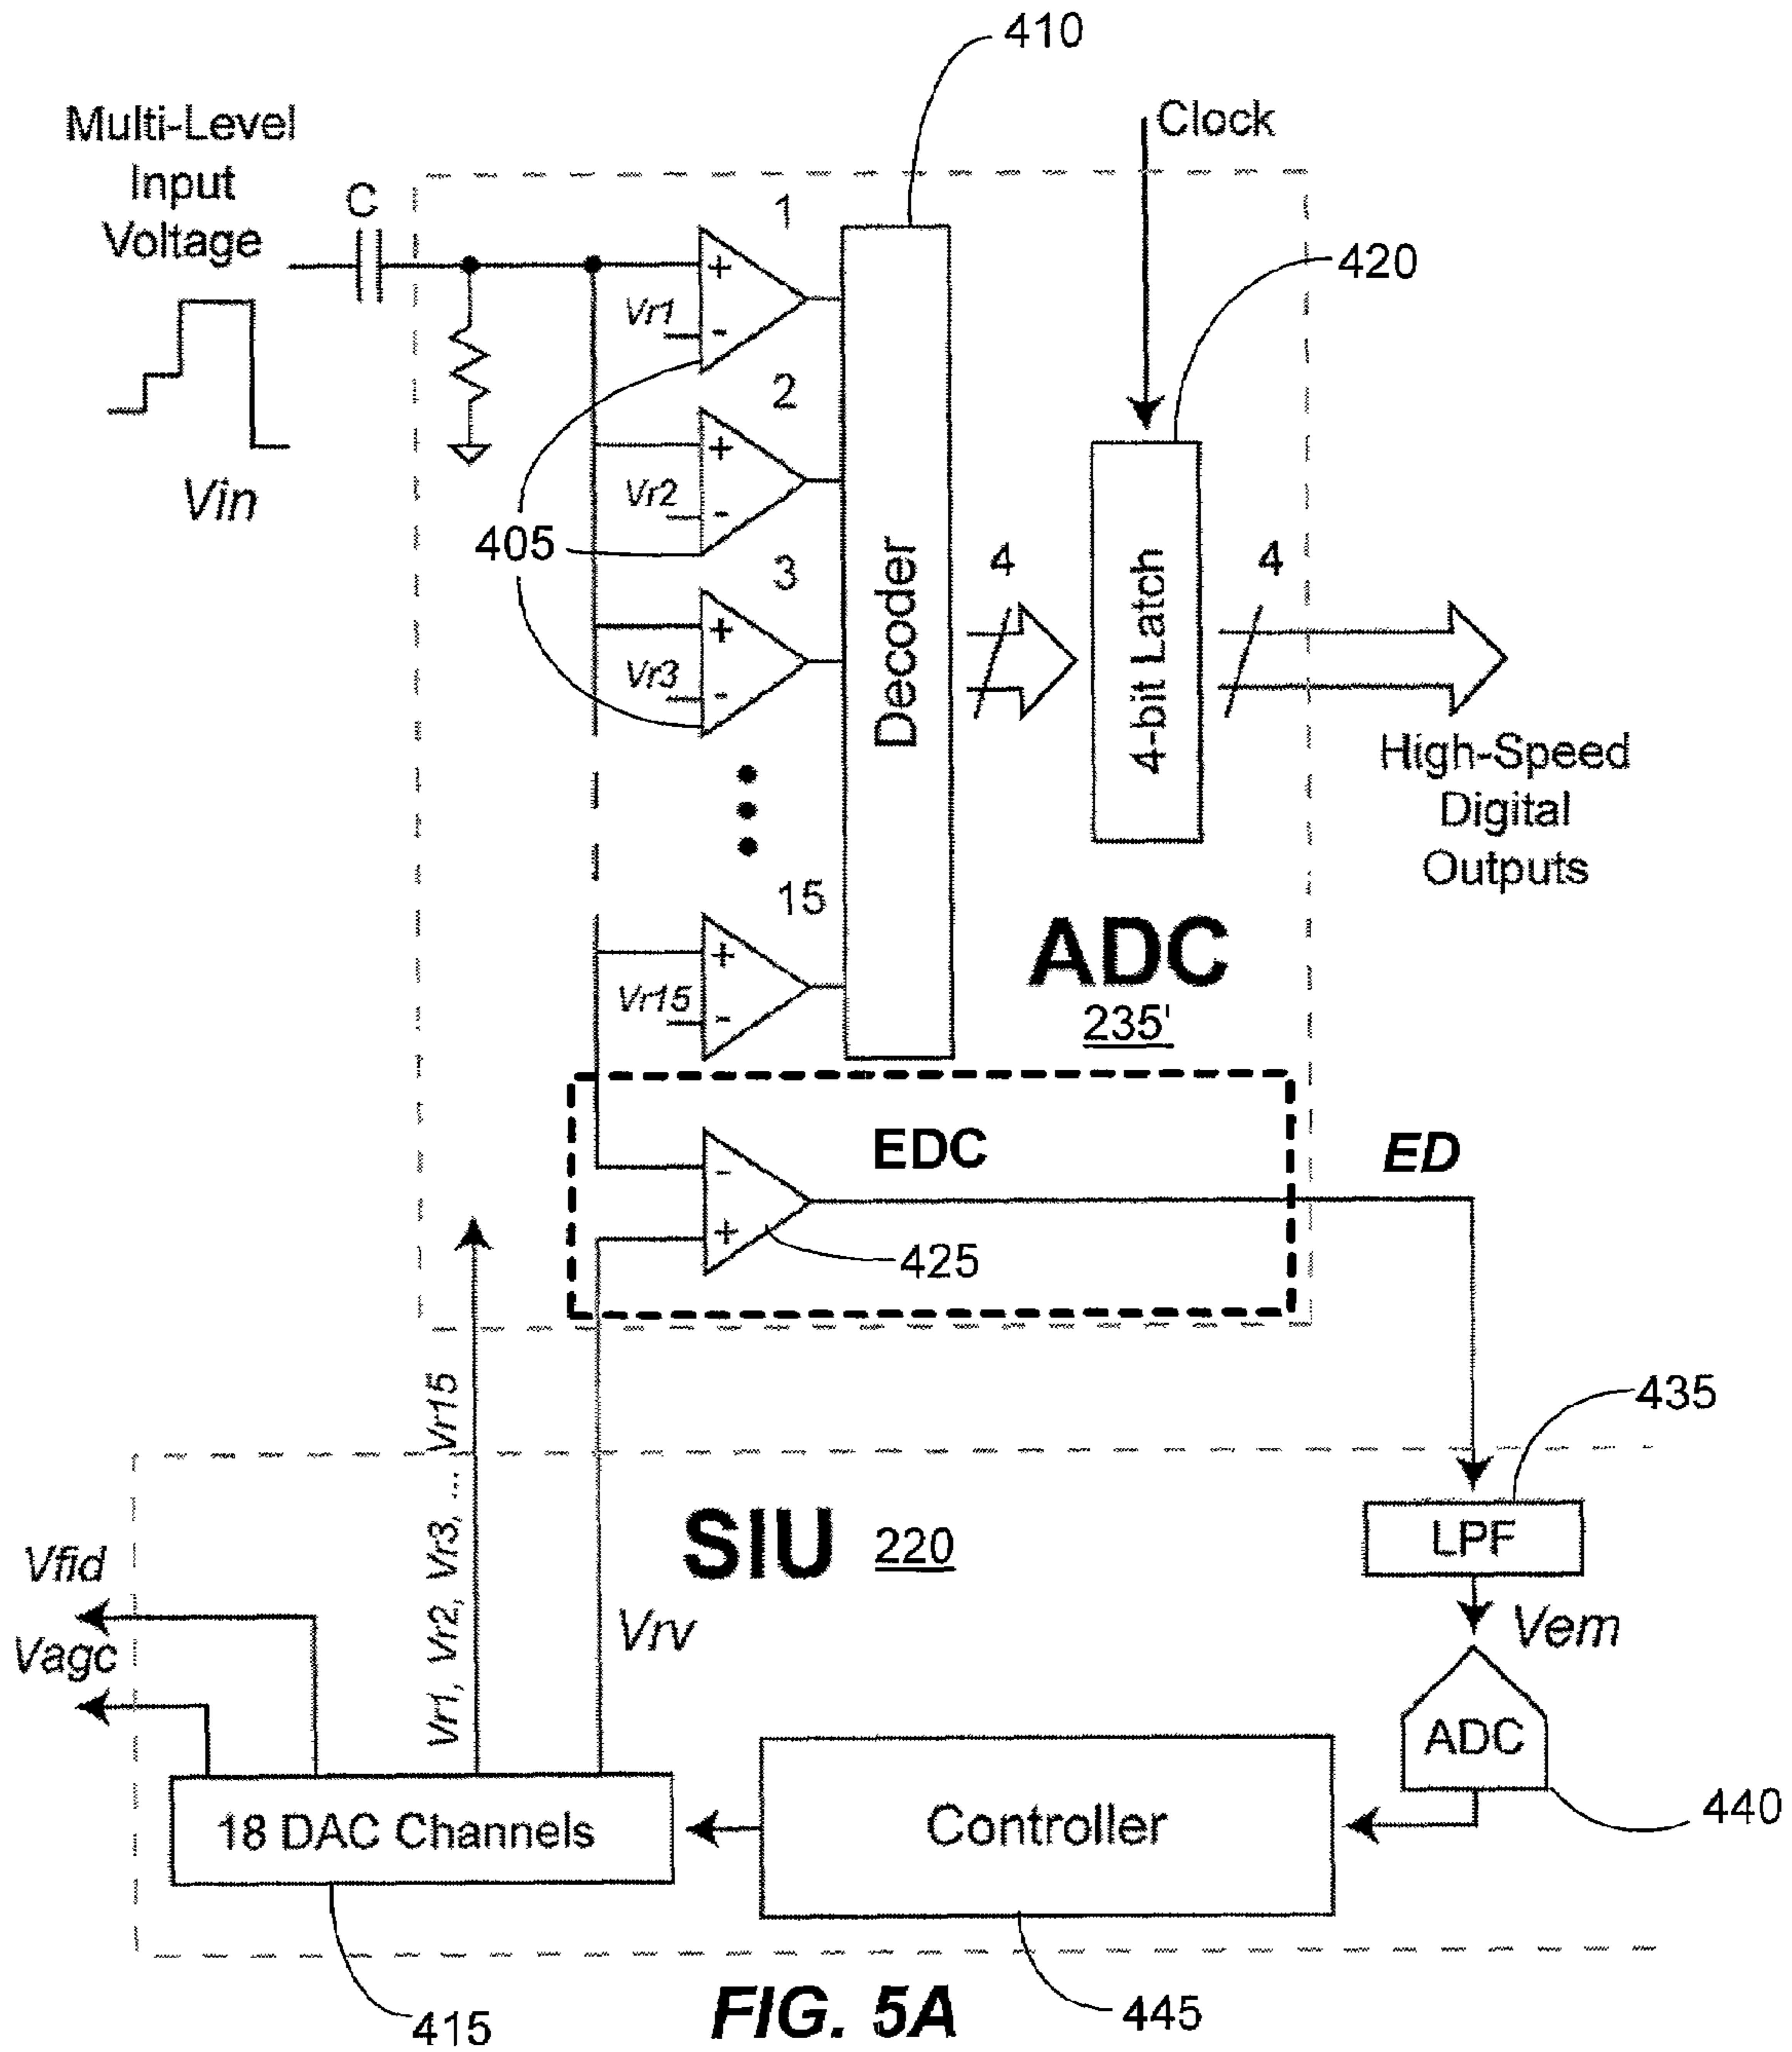 410
Clock
Multi-Level
Input
Voltage
C
1
+
Vr1
-
420
2
+
Vr2
-
Vin
405
3
+
Vr3
-
Decoder
4
4-bit Latch
4
High-Speed
Digital
Outputs
15
+
Vr15
-
ADC
235'
EDC
ED
-
+
425
Vr1, Vr2, Vr3, ... Vr15
435
SIU 220
LPF
Vfid
Vrv
Vem
Vagc
ADC
440
18 DAC Channels
Controller
415
445
FIG. 5A